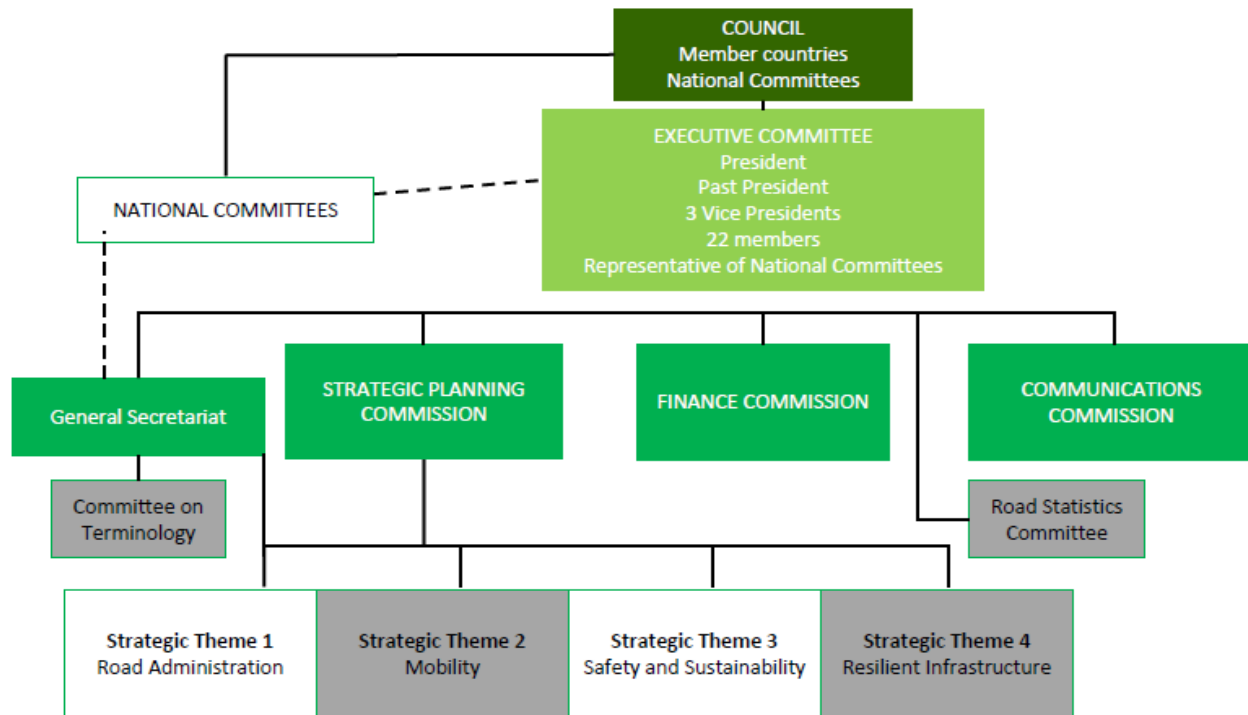 COUNCIL
Member countries
National Committees
EXECUTIVE COMMITTEE
President
Past President
3 Vice Presidents
22 members
Representative of National Committees
NATIONAL COMMITTEES
General Secretariat
STRATEGIC PLANNING
COMMISSION
FINANCE COMMISSION
COMMUNICATIONS
COMMISSION
Committee on
Terminology
Road Statistics
Committee
Strategic Theme 1
Road Administration
Strategic Theme 2
Mobility
Strategic Theme 3
Safety and Sustainability
Strategic Theme 4
Resilient Infrastructure